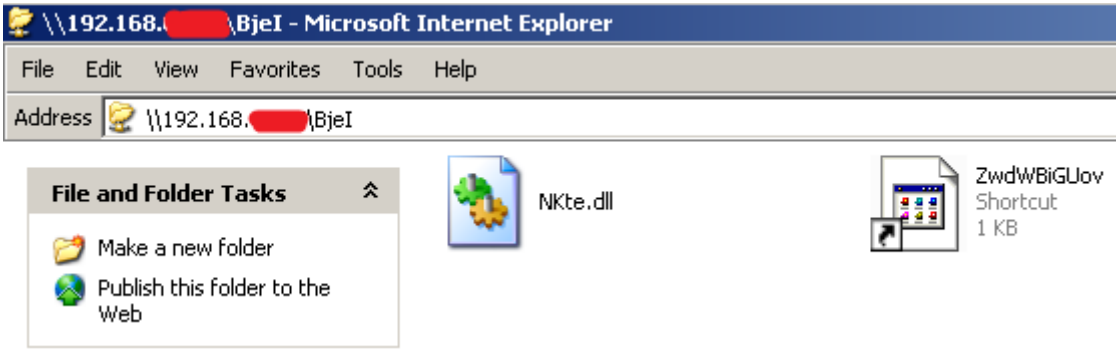 \\192.168.\BjeI - Microsoft Internet Explorer
File Edit View Favorites Tools Help
Address \\192.168.\BjeI
File and Folder Tasks
Make a new folder
Publish this folder to the
Web
NKte.dll
ZwdWBiGUov
Shortcut
1 KB